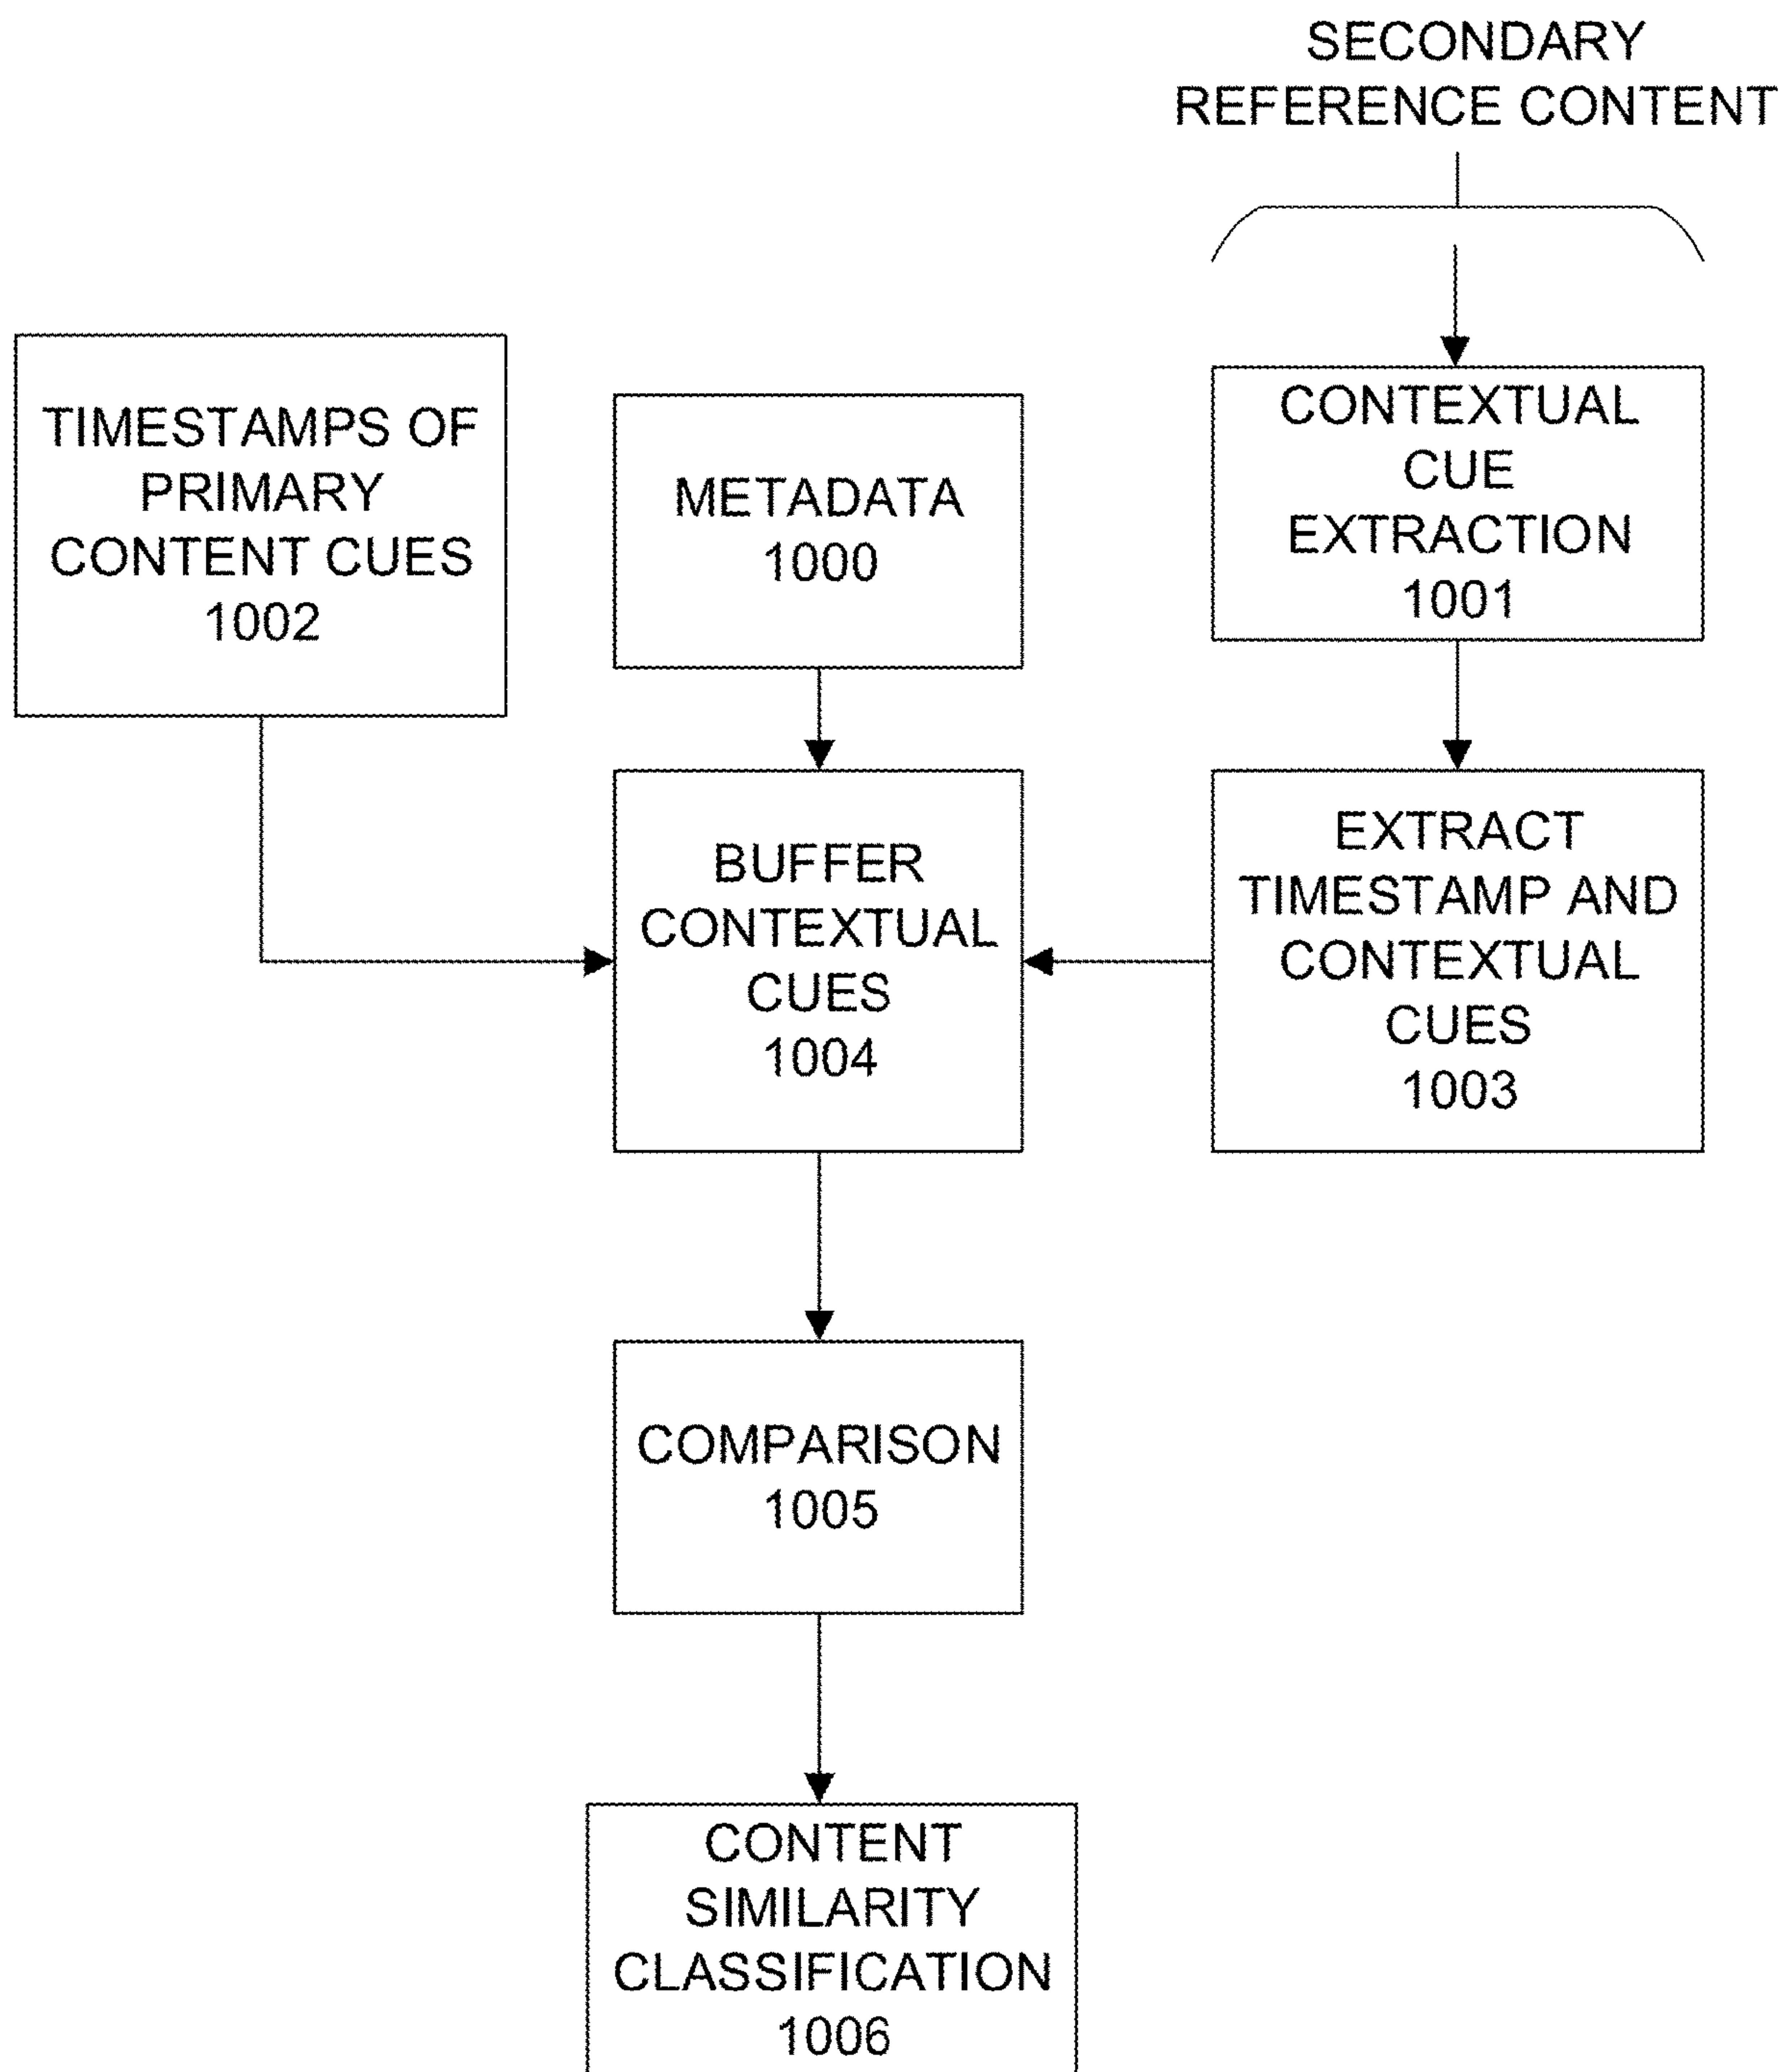 SECONDARY
REFERENCE CONTENT
TIMESTAMPS OF
PRIMARY
CONTENT CUES
1002
METADATA
1000
CONTEXTUAL
CUE
EXTRACTION
1001
BUFFER
CONTEXTUAL
CUES
1004
EXTRACT
TIMESTAMP AND
CONTEXTUAL
CUES
1003
COMPARISON
1005
CONTENT
SIMILARITY
CLASSIFICATION
1006